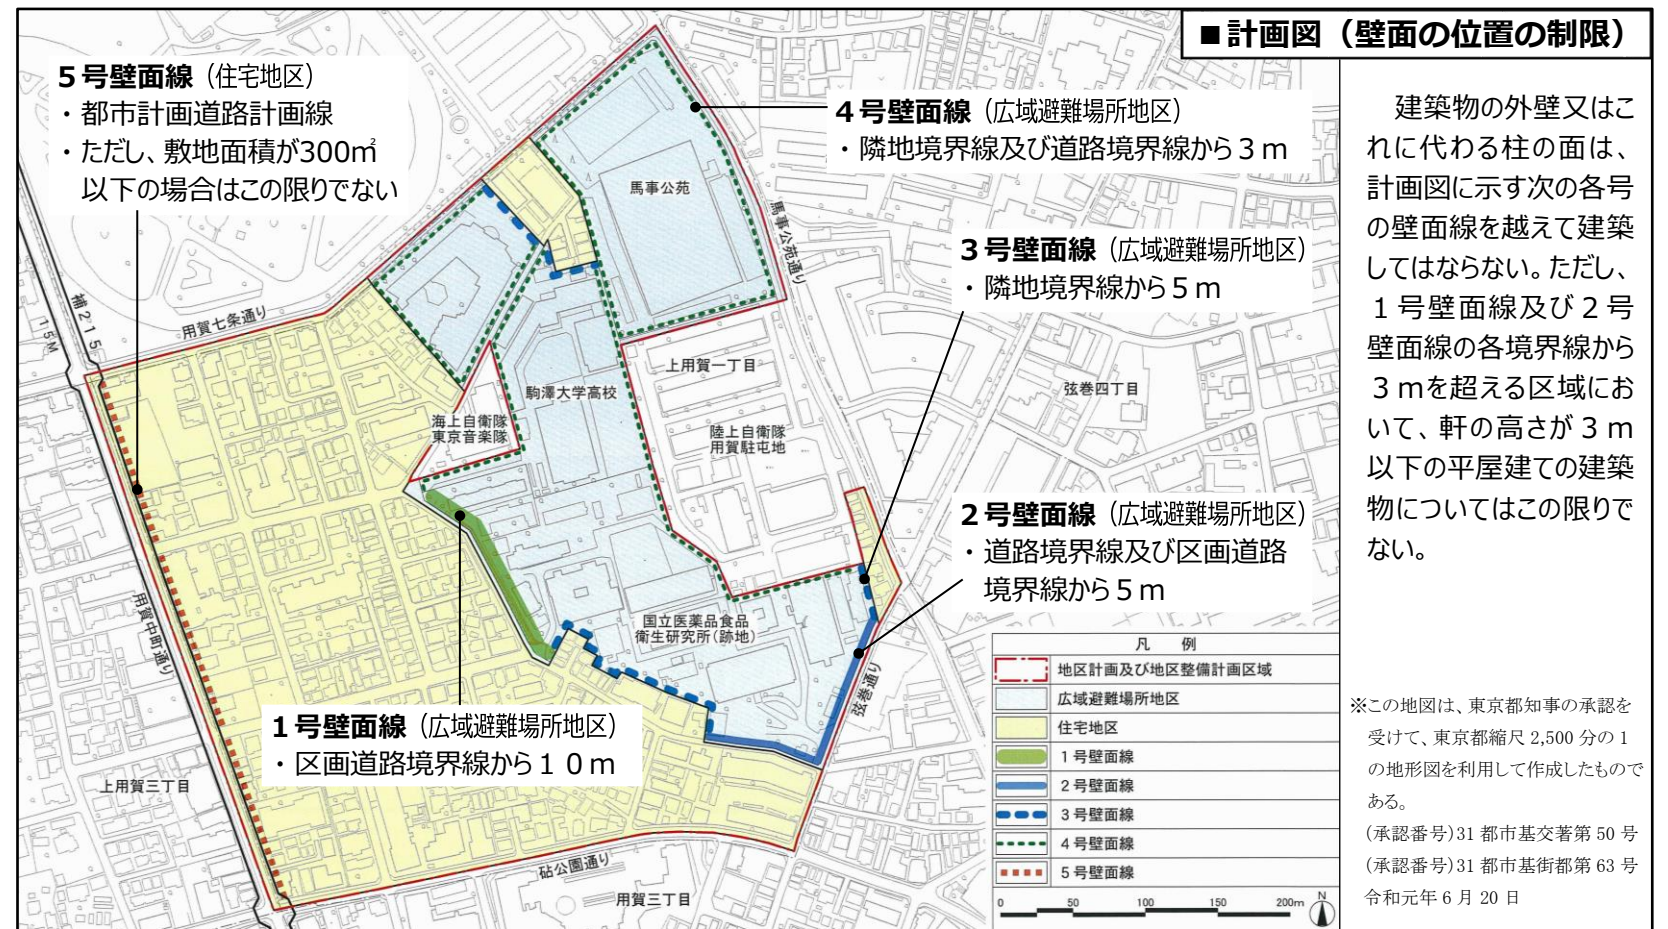 ■計画図（壁面の位置の制限）
５号壁面線（住宅地区）
・都市計画道路計画線
・ただし、敷地面積が300㎡
以下の場合はこの限りでない
４号壁面線（広域避難場所地区）
・隣地境界線及び道路境界線から３ｍ
３号壁面線（広域避難場所地区）
・隣地境界線から５ｍ
２号壁面線（広域避難場所地区）
・道路境界線及び区画道路
境界線から５ｍ
１号壁面線（広域避難場所地区）
・区画道路境界線から１０ｍ
馬事公苑
馬事公苑通り
補２１５
１５M
用賀七条通り
上用賀一丁目
駒澤大学高校
弦巻四丁目
海上自衛隊
東京音楽隊
陸上自衛隊
用賀駐屯地
用賀中町通り
国立医薬品食品
衛生研究所(跡地)
弦巻通り
上用賀三丁目
砧公園通り
用賀三丁目
凡　例
地区計画及び地区整備計画区域
広域避難場所地区
住宅地区
１号壁面線
２号壁面線
３号壁面線
４号壁面線
５号壁面線
0 50 100 150 200m
N
建築物の外壁又はこ
れに代わる柱の面は、
計画図に示す次の各号
の壁面線を越えて建築
してはならない。ただし、
１号壁面線及び２号
壁面線の各境界線から
３ｍを超える区域にお
いて、軒の高さが３ｍ
以下の平屋建ての建築
物についてはこの限りで
ない。
※この地図は、東京都知事の承認を
受けて、東京都縮尺 2,500 分の 1
の地形図を利用して作成したもので
ある。
(承認番号)31 都市基交著第 50 号
(承認番号)31 都市基街都第 63 号
令和元年 6 月 20 日